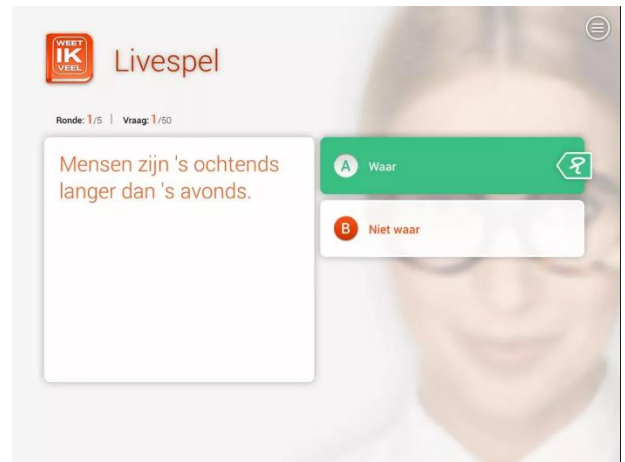 WEET
IK
VEEL
Livespel
Ronde: 1/5 | Vraag: 1/50
Mensen zijn 's ochtends
langer dan 's avonds.
A Waar
B Niet waar